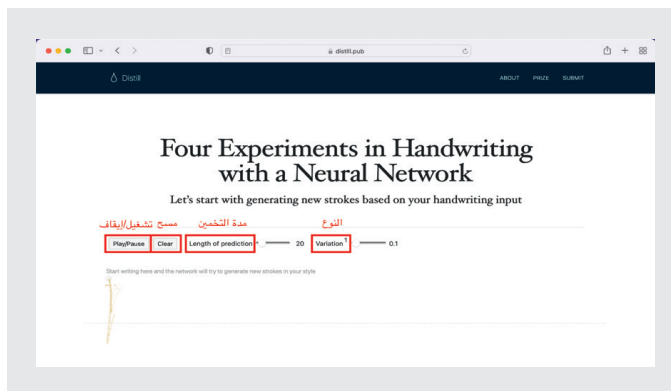 distill.pub
Distill
ABOUT PRIZE SUBMIT
Four Experiments in Handwriting
with a Neural Network
Let's start with generating new strokes based on your handwriting input
تشغيل/إيقاف مسح مدة التخمين النوع
Play/Pause Clear Length of prediction 20 Variation 1 0.1
Start writing here and the network will try to generate new strokes in your style